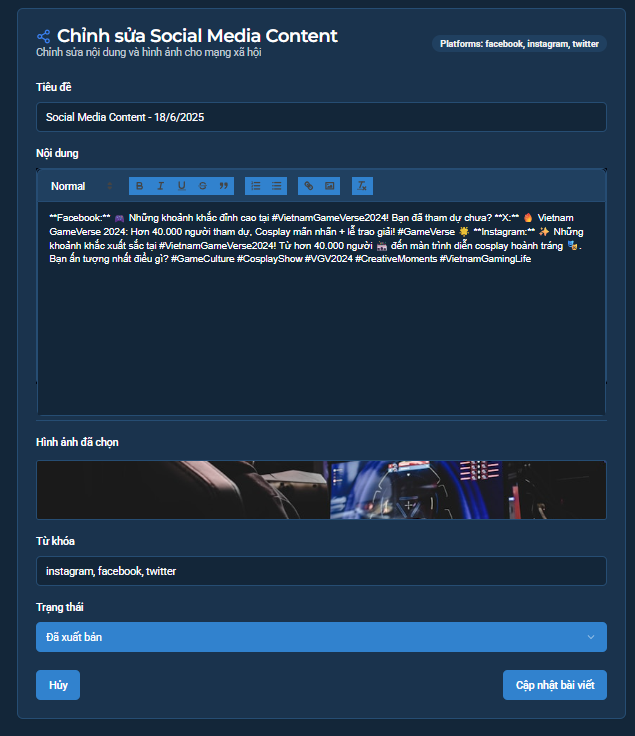 Chỉnh sửa Social Media Content
Chỉnh sửa nội dung và hình ảnh cho mạng xã hội
Platforms: facebook, instagram, twitter
Tiêu đề
Social Media Content - 18/6/2025
Nội dung
Normal B I U S ”
**Facebook:** 🎮 Những khoảnh khắc đỉnh cao tại #VietnamGameVerse2024! Bạn đã tham dự chưa? **X:** 🔥 Vietnam
GameVerse 2024: Hơn 40.000 người tham dự, Cosplay mãn nhãn + lễ trao giải! #GameVerse 🌟 **Instagram:** ✨ Những
khoảnh khắc xuất sắc tại #VietnamGameVerse2024! Từ hơn 40.000 người 👾 đến màn trình diễn cosplay hoành tráng 🎭.
Bạn ấn tượng nhất điều gì? #GameCulture #CosplayShow #VGV2024 #CreativeMoments #VietnamGamingLife
Hình ảnh đã chọn
Từ khóa
instagram, facebook, twitter
Trạng thái
Đã xuất bản
Hủy
Cập nhật bài viết